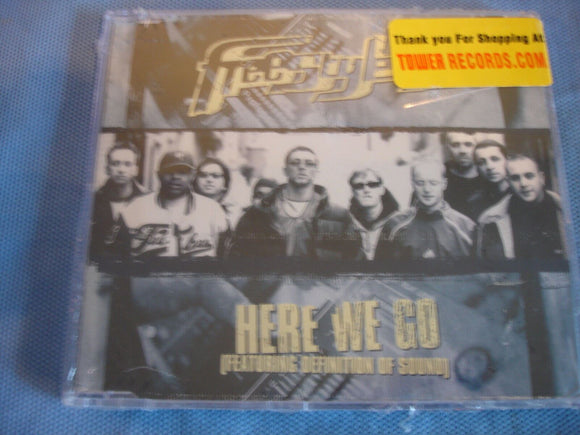 Thank you For Shopping At
TOWER RECORDS.COM
HERE WE GO
[FEATURING DEFINITION OF SOUND]